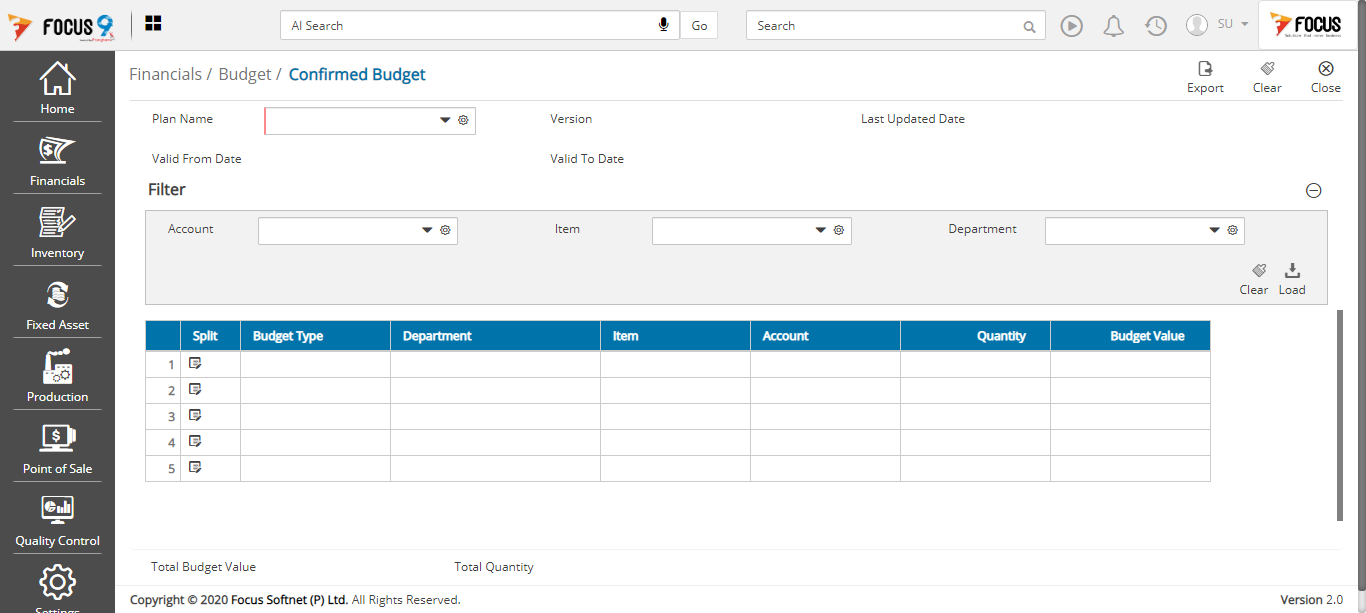 FOCUS 9
AI Search
Go
Search
SU
FOCUS
Home
Financials
Inventory
Fixed Asset
Production
Point of Sale
Quality Control
Settings
Financials / Budget / Confirmed Budget
Export Clear Close
Plan Name Version Last Updated Date
Valid From Date Valid To Date
Filter
Account Item Department
Clear Load
Split Budget Type Department Item Account Quantity Budget Value
1
2
3
4
5
Total Budget Value Total Quantity
Copyright © 2020 Focus Softnet (P) Ltd. All Rights Reserved. Version 2.0